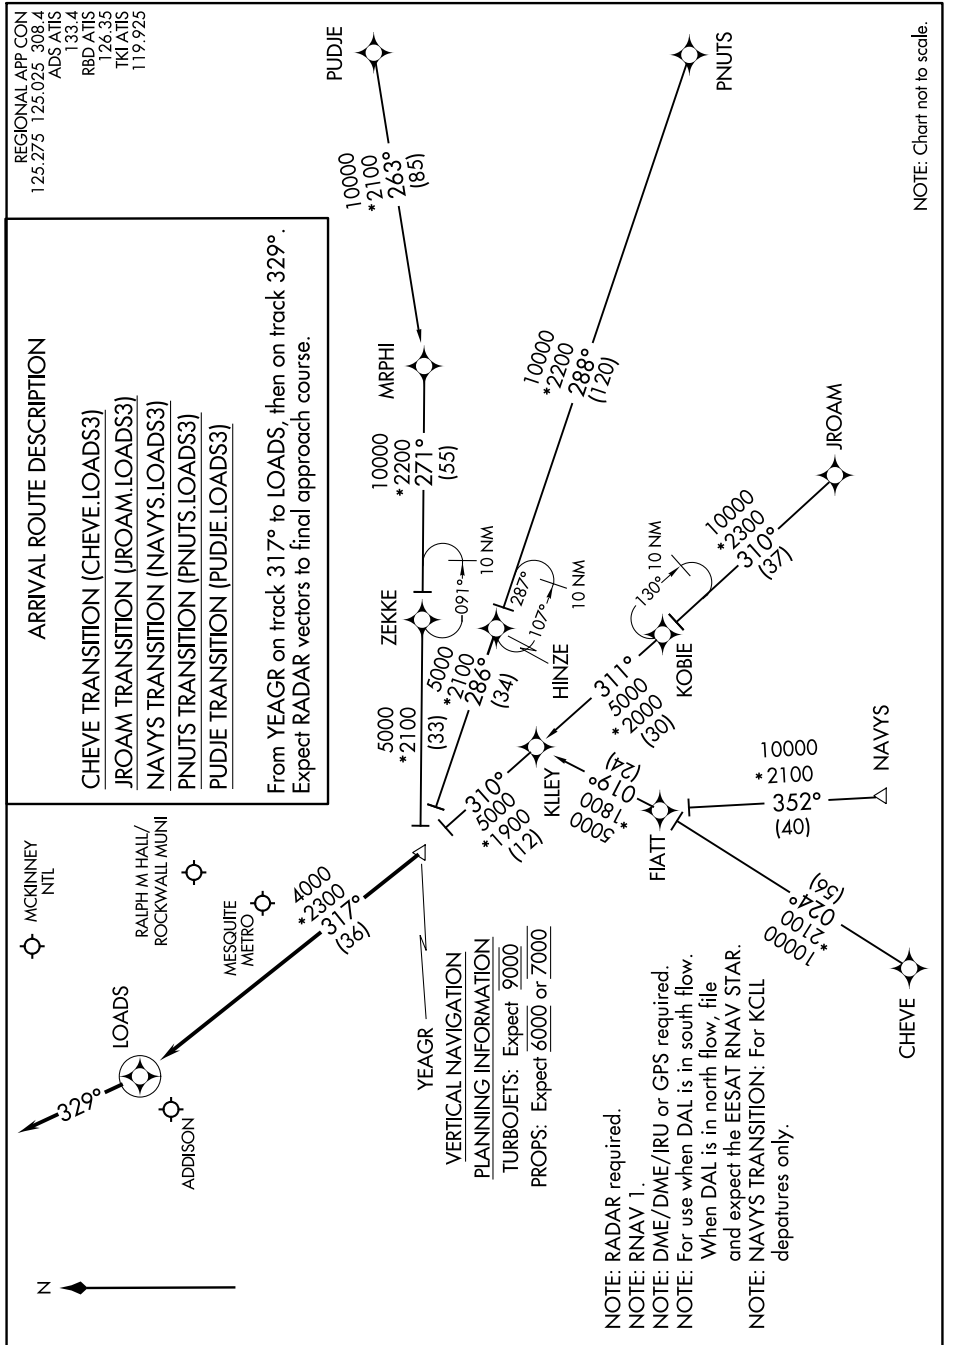 REGIONAL APP CON
125.275 125.025 308.4
ADS ATIS
133.4
RBD ATIS
126.35
TKI ATIS
119.925
ARRIVAL ROUTE DESCRIPTION
CHEVE TRANSITION (CHEVE.LOADS3)
JROAM TRANSITION (JROAM.LOADS3)
NAVYS TRANSITION (NAVYS.LOADS3)
PNUTS TRANSITION (PNUTS.LOADS3)
PUDJE TRANSITION (PUDJE.LOADS3)
From YEAGR on track 317° to LOADS, then on track 329°.
Expect RADAR vectors to final approach course.
N
329°
LOADS
ADDISON
MCKINNEY
NTL
RALPH M HALL/
ROCKWALL MUNI
MESQUITE
METRO
4000
*2300
317°
(36)
YEAGR
VERTICAL NAVIGATION
PLANNING INFORMATION
TURBOJETS: Expect 9000
PROPS: Expect 6000 or 7000
PUDJE
10000
*2100
263°
(85)
MRPHI
10000
*2200
271°
(55)
ZEKKE
091°
10 NM
5000
*2100
(33)
PNUTS
10000
*2200
288°
(120)
HINZE
287°
107°
10 NM
5000
*2100
286°
(34)
JROAM
10000
*2300
310°
(37)
KOBIE
130°
10 NM
311°
5000
*2000
(30)
KLLEY
310°
5000
*1900
(12)
(24)
019°
*1800
5000
FIATT
NAVYS
10000
*2100
352°
(40)
CHEVE
(56)
024°
*2100
10000
NOTE: RADAR required.
NOTE: RNAV 1.
NOTE: DME/DME/IRU or GPS required.
NOTE: For use when DAL is in south flow.
When DAL is in north flow, file
and expect the EESAT RNAV STAR.
NOTE: NAVYS TRANSITION: For KCLL
depatures only.
NOTE: Chart not to scale.